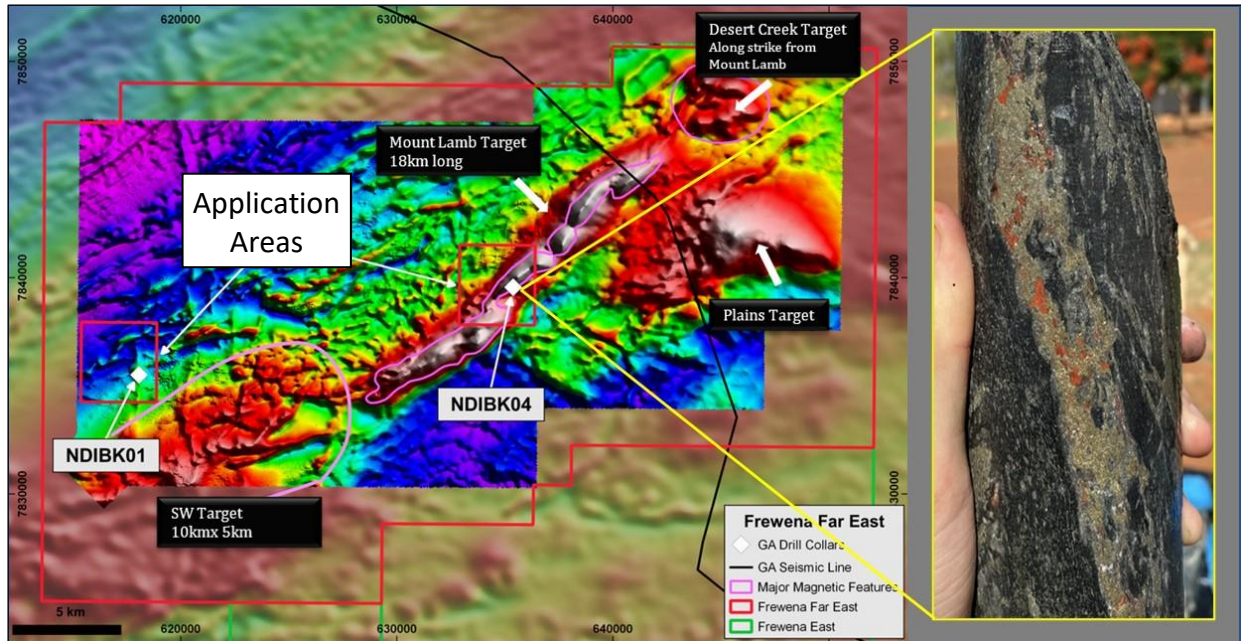 620000
630000
640000
7850000
7850000
Desert Creek Target
Along strike from
Mount Lamb
Mount Lamb Target
18km long
Application
Areas
7840000
7840000
Plains Target
NDIBK04
NDIBK01
SW Target
10kmx 5km
7830000
7830000
Frewena Far East
GA Drill Collars
GA Seismic Line
Major Magnetic Features
Frewena Far East
Frewena East
5 km
620000
630000
640000